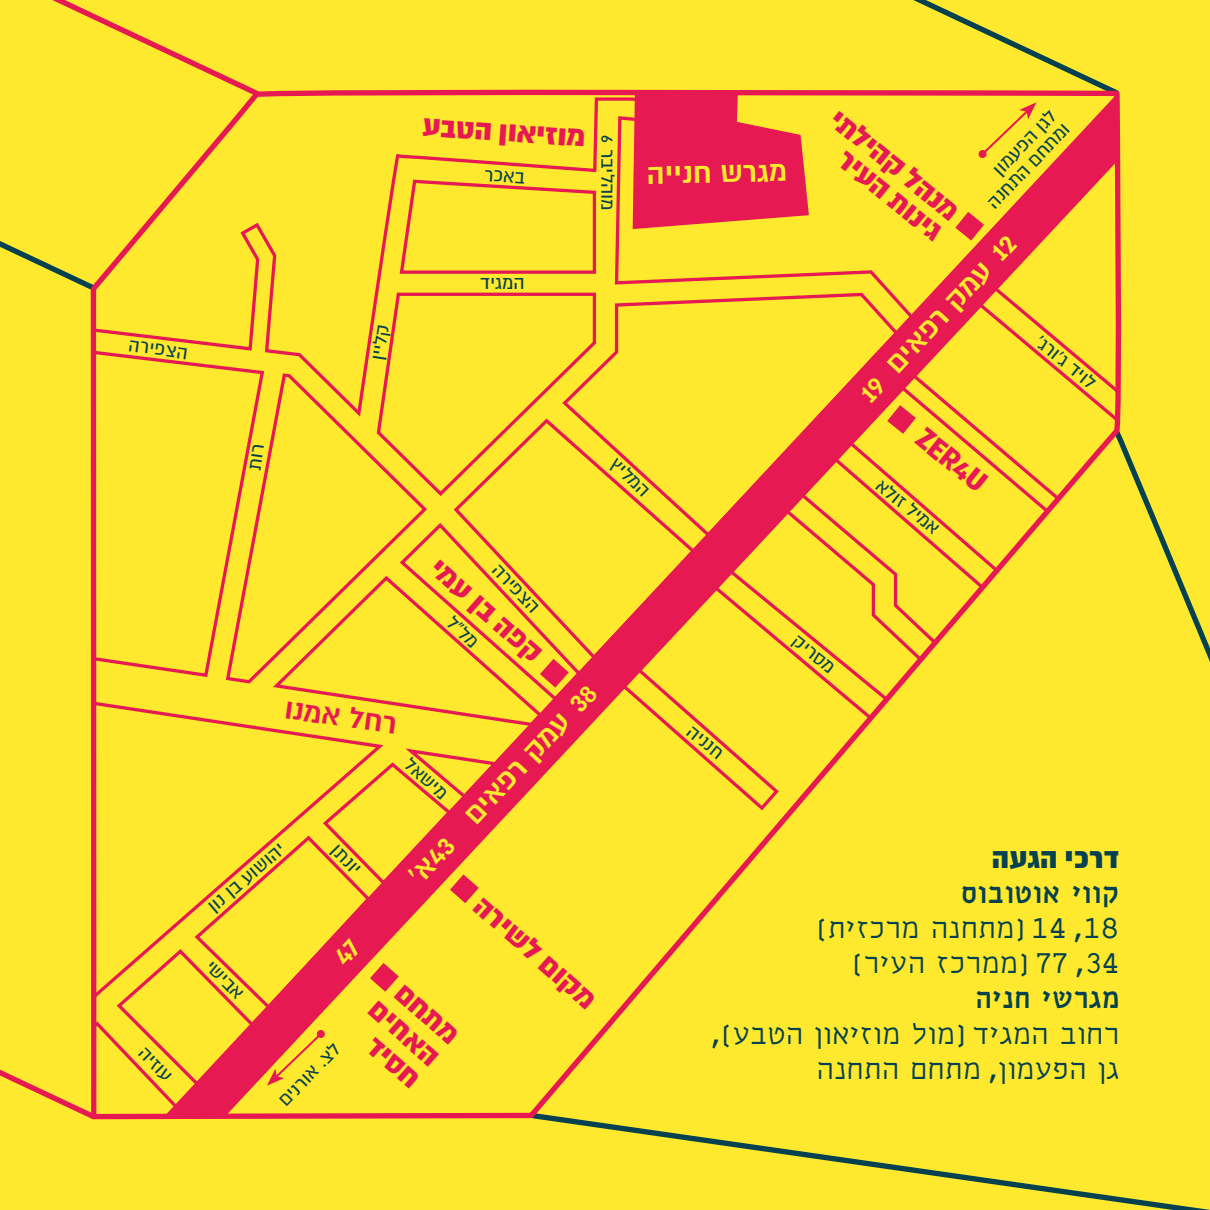 לגן הפעמון
ומתחם התחנה
מנהל קהילתי
גינות העיר
מוזיאון הטבע
מוהליבר 6
מגרש חנייה
באכר
המגיד
קליין
הצפירה
רות
12
עמק רפאים
19
לויד ג'ורג'
ZER4U
אמיל זולא
המליץ
הצפירה
קפה בן עמי
מל״ל
מסריק
חנניה
רחל אמנו
38
עמק רפאים
43א'
מישאל
יונתן
יהושוע בן נון
47
אבישי
עוזיה
מקום לשירה
מתחם
האחים
חסיד
לצ. אורנים
דרכי הגעה
קווי אוטובוס
14 ,18 (מתחנה מרכזית)
77 ,34 (ממרכז העיר)
מגרשי חניה
רחוב המגיד (מול מוזיאון הטבע),
גן הפעמון, מתחם התחנה